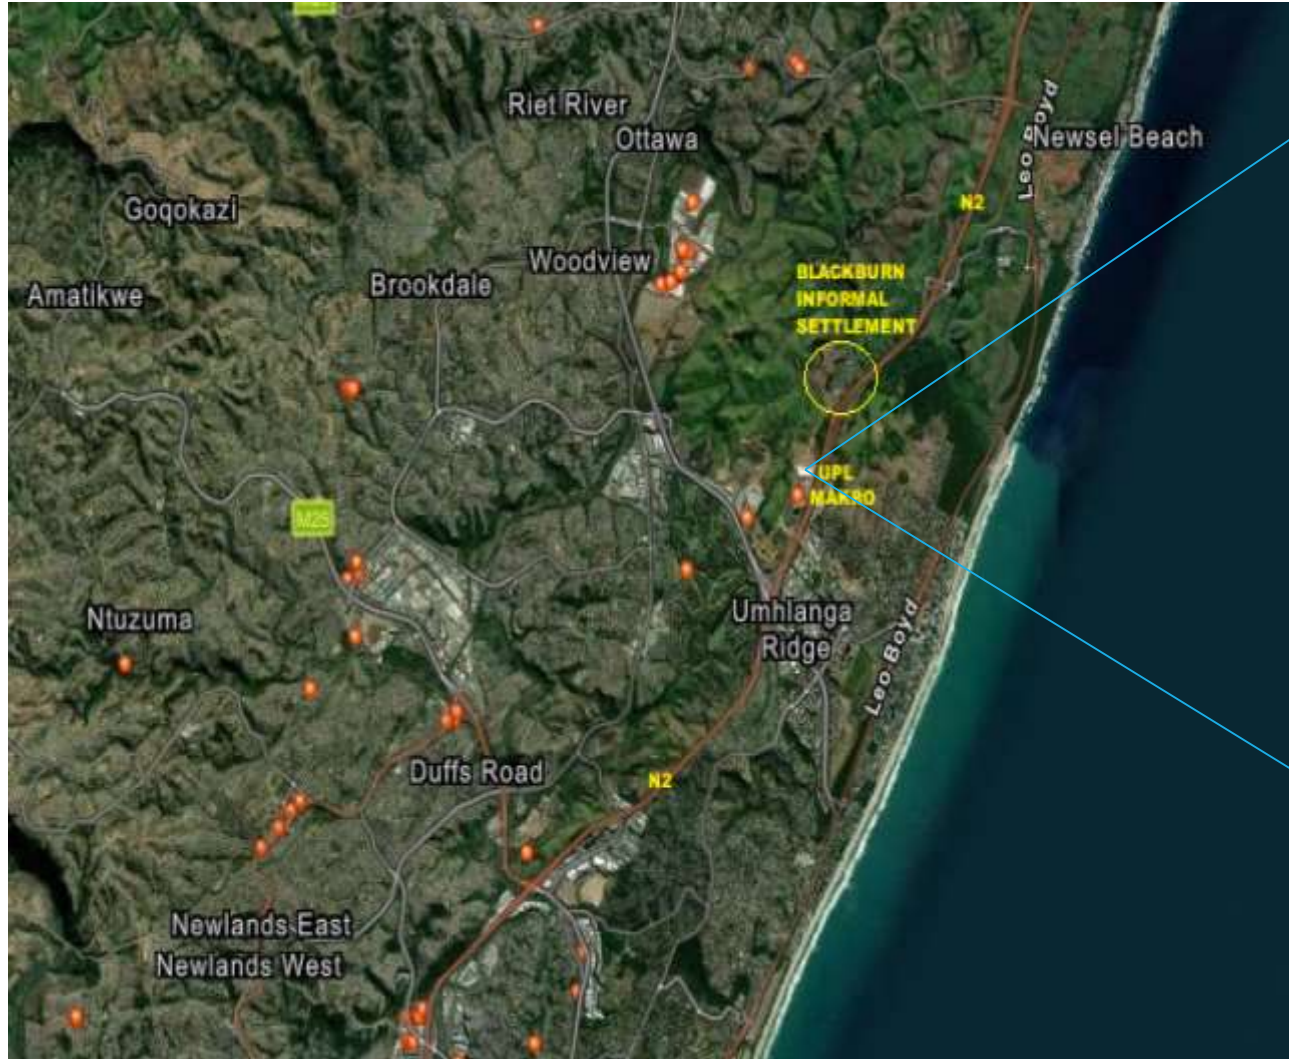 Riet River
Ottawa
Leo Boyd
Newsel Beach
Goqokazi
N2
Woodview
BLACKBURN
INFORMAL
SETTLEMENT
Brookdale
Amatikwe
UPL
MAKRO
M25
Umhlanga
Ridge
Ntuzuma
Leo Boyd
Duffs Road
N2
Newlands East
Newlands West